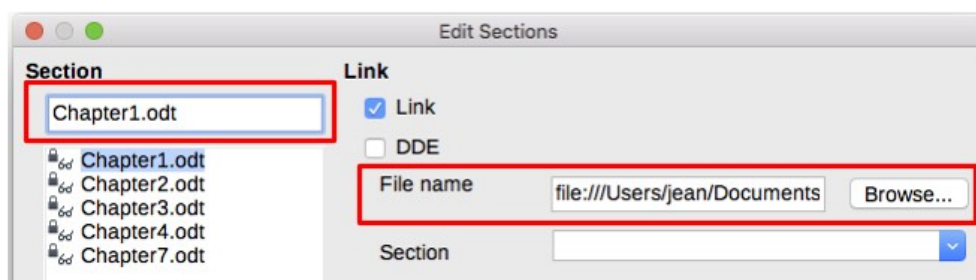 Edit Sections
Section
Link
Chapter1.odt
Link
DDE
Chapter1.odt
Chapter2.odt
Chapter3.odt
Chapter4.odt
Chapter7.odt
File name
file:///Users/jean/Documents
Browse...
Section